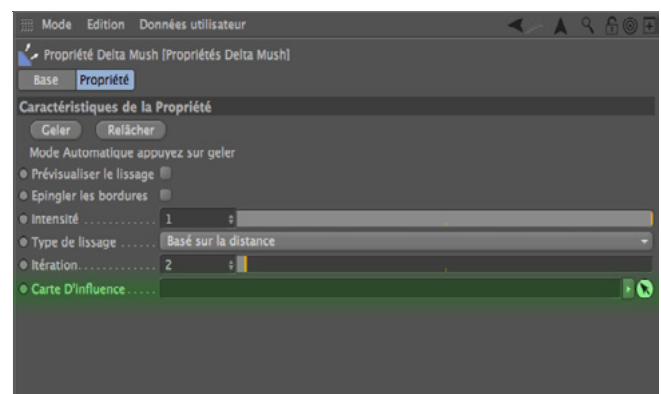 Mode Edition Données utilisateur
Propriété Delta Mush [Propriétés Delta Mush]
Base Propriété
Caractéristiques de la Propriété
Geler Relâcher
Mode Automatique appuyez sur geler
Prévisualiser le lissage
Epingler les bordures
Intensité ............ 1
Type de lissage ...... Basé sur la distance
Itération............. 2
Carte D'influence.....